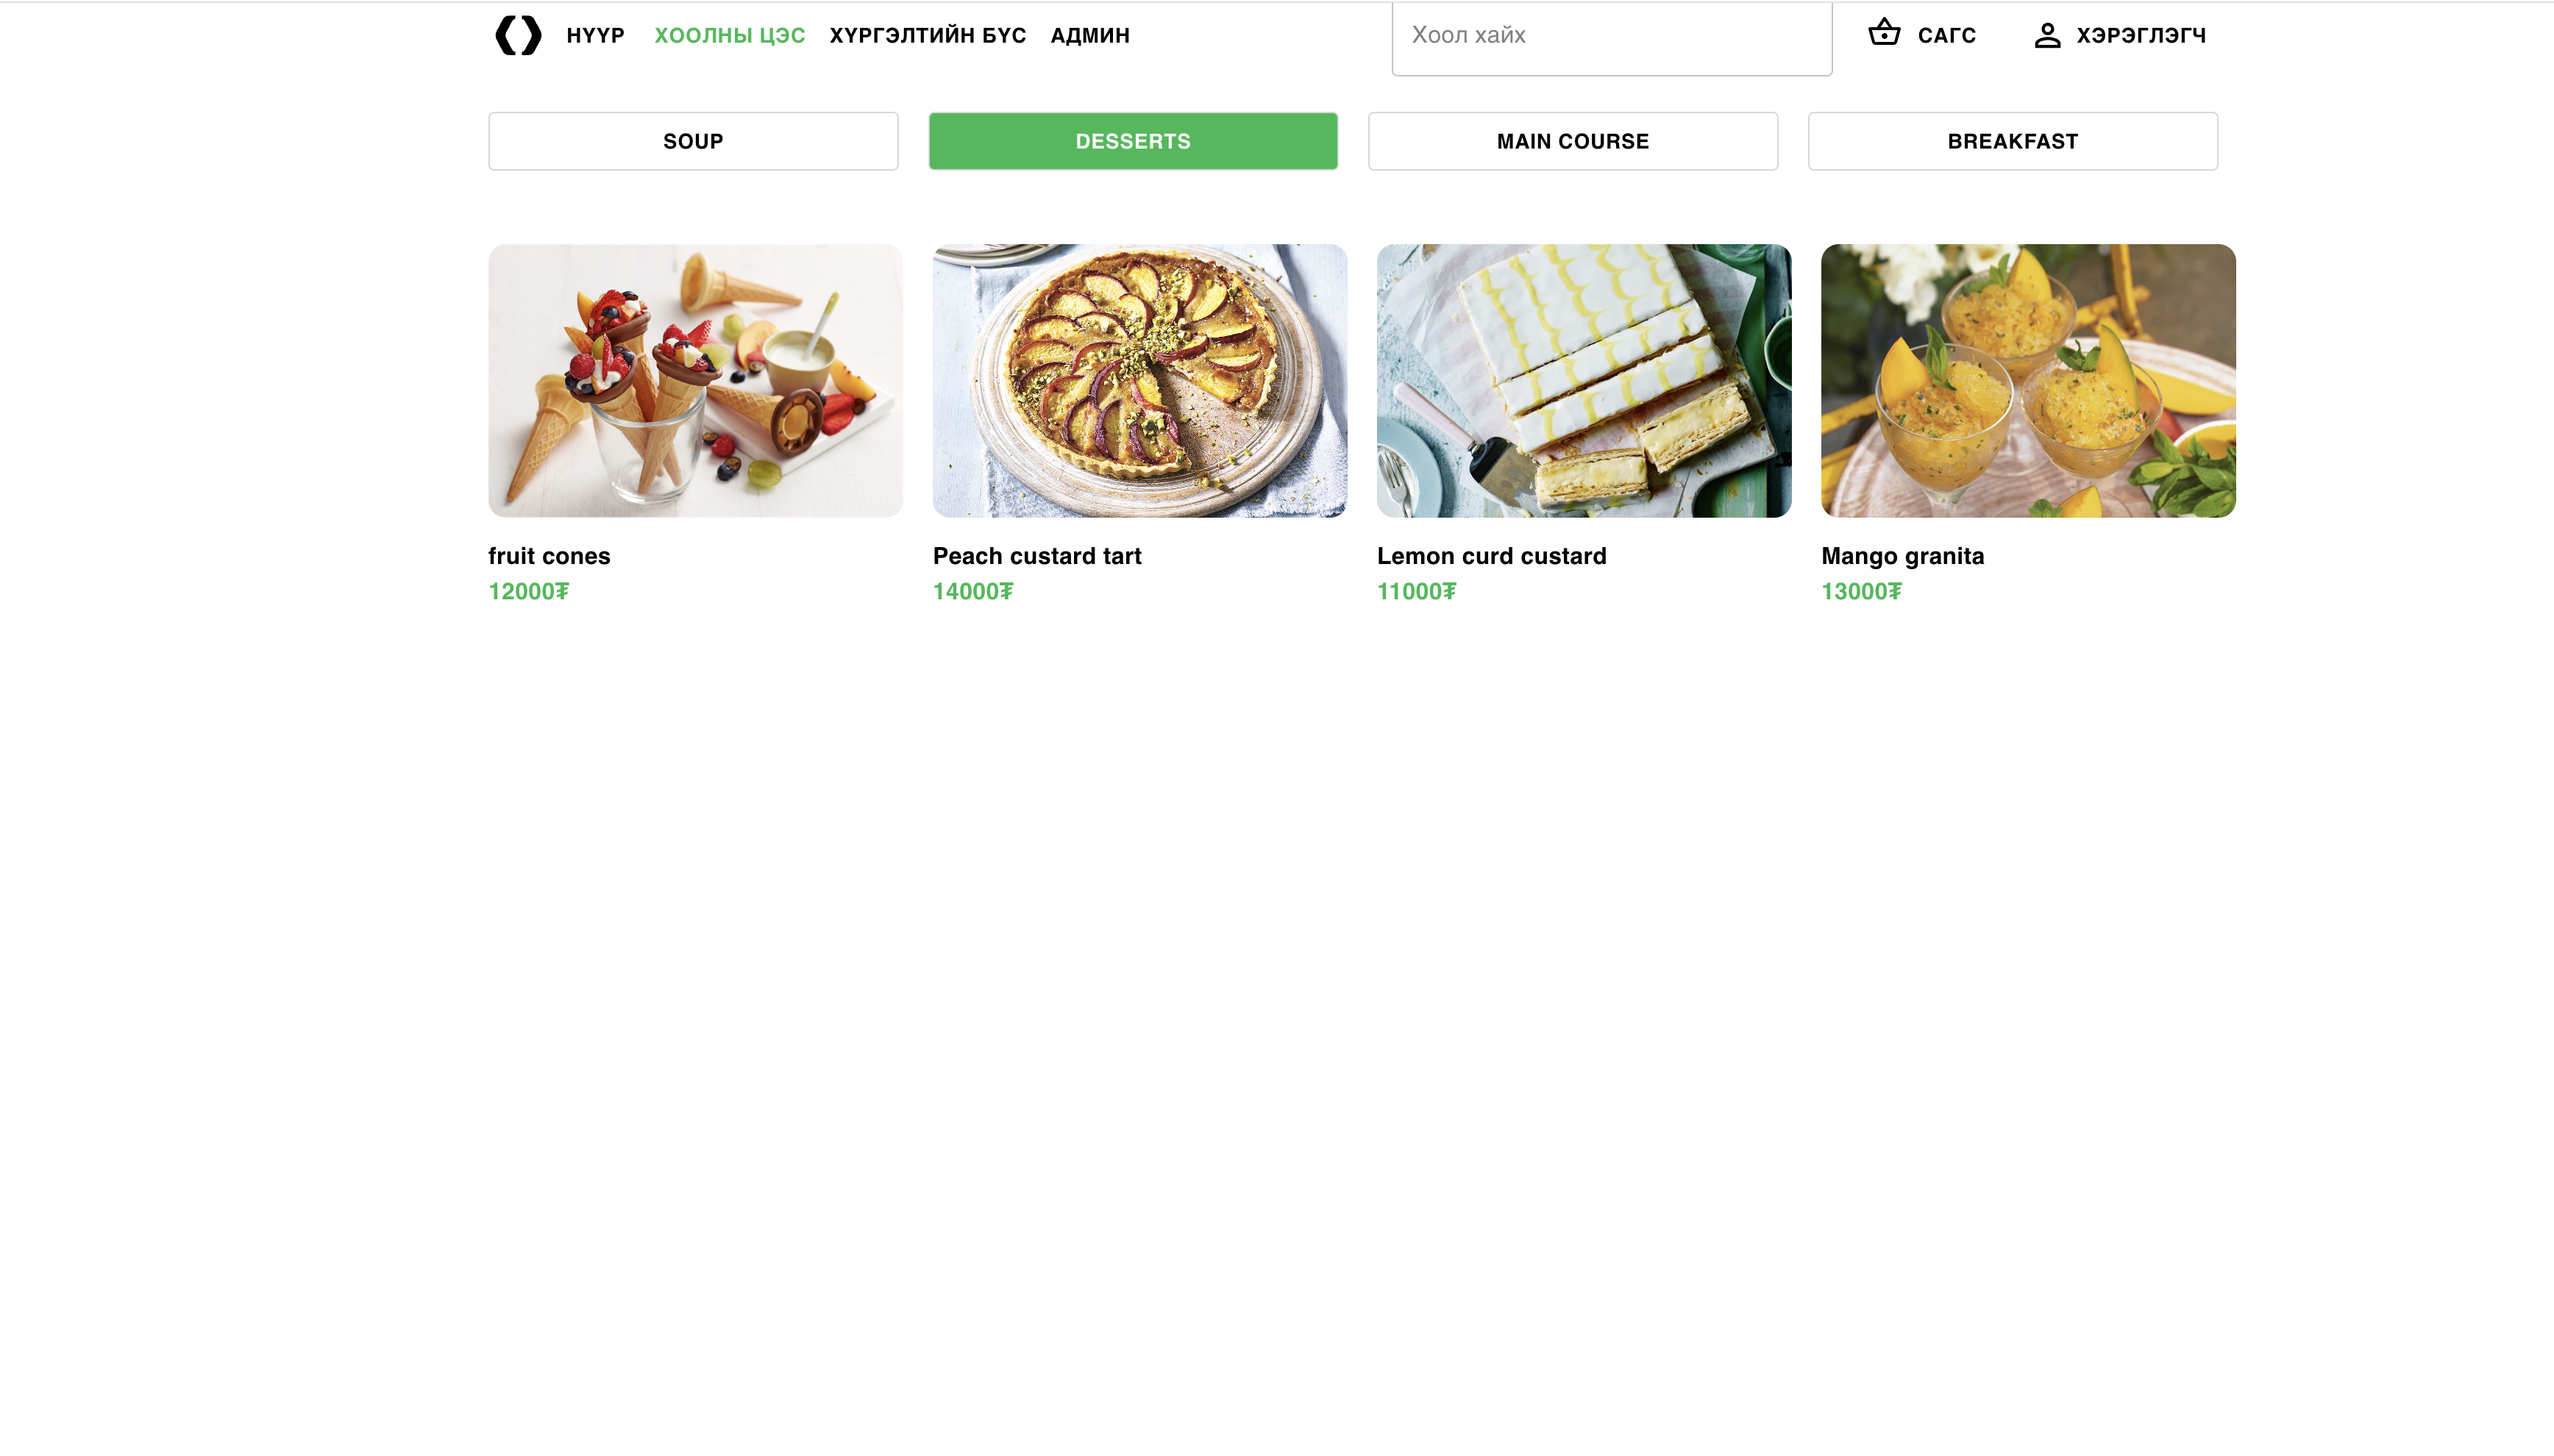 НҮҮР ХООЛНЫ ЦЭС ХҮРГЭЛТИЙН БҮС АДМИН Хоол хайх САГС ХЭРЭГЛЭГЧ
SOUP DESSERTS MAIN COURSE BREAKFAST
fruit cones
12000₮
Peach custard tart
14000₮
Lemon curd custard
11000₮
Mango granita
13000₮